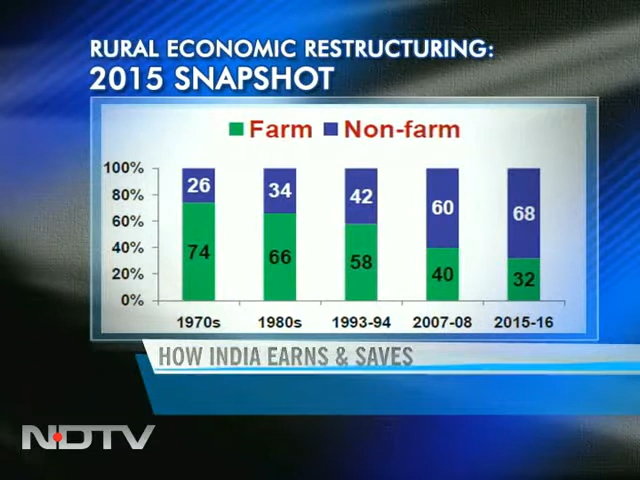 RURAL ECONOMIC RESTRUCTURING:
2015 SNAPSHOT
Farm Non-farm
100%
80%
60%
40%
20%
0%
26 34 42 60 68
74 66 58 40 32
1970s 1980s 1993-94 2007-08 2015-16
HOW INDIA EARNS & SAVES
NDTV